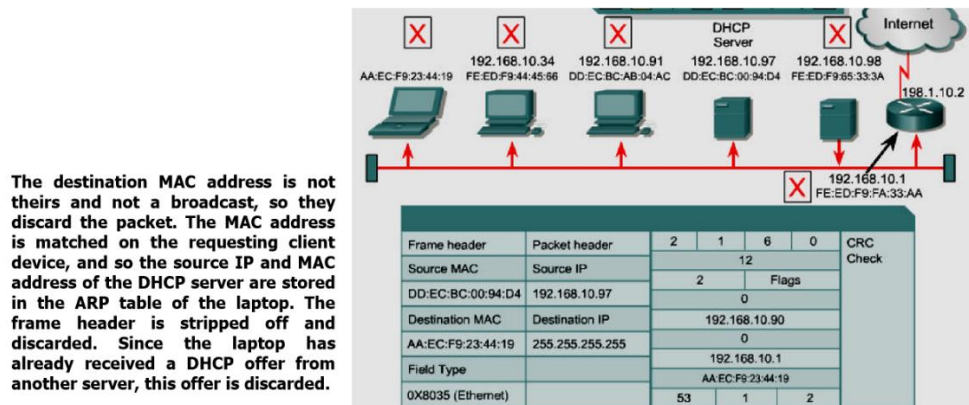 The destination MAC address is not
theirs and not a broadcast, so they
discard the packet. The MAC address
is matched on the requesting client
device, and so the source IP and MAC
address of the DHCP server are stored
in the ARP table of the laptop. The
frame header is stripped off and
discarded. Since the laptop has
already received a DHCP offer from
another server, this offer is discarded.
DHCP
Server
Internet
192.168.10.34 192.168.10.91 192.168.10.97 192.168.10.98
AA:EC:F9:23:44:19 FE:ED:F9:44:45:66 DD:EC:BC:AB:04:AC DD:EC:BC:00:94:D4 FE:ED:F9:65:33:3A
198.1.10.2
192.168.10.1
FE:ED:F9:FA:33:AA
Frame header Packet header 2 1 6 0 CRC
Check
12
Source MAC Source IP
2 Flags
DD:EC:BC:00:94:D4 192.168.10.97
0
Destination MAC Destination IP
192.168.10.90
AA:EC:F9:23:44:19 255.255.255.255
0
192.168.10.1
Field Type
AA:EC:F9:23:44:19
0X8035 (Ethernet) 53 1 2